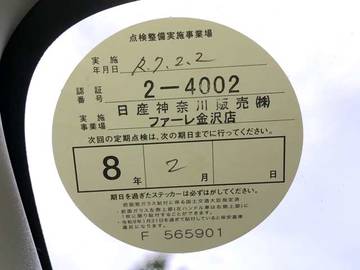 点検整備実施事業場
実施年月日 R.7.2.2
認証番号 2-4002
実施事業場 日産神奈川販売㈱
ファーレ金沢店
次回の定期点検は、次の期日までに行ってください。
8年 2月 日
期日を過ぎたステッカーは必ずはがしてください。
F 565901